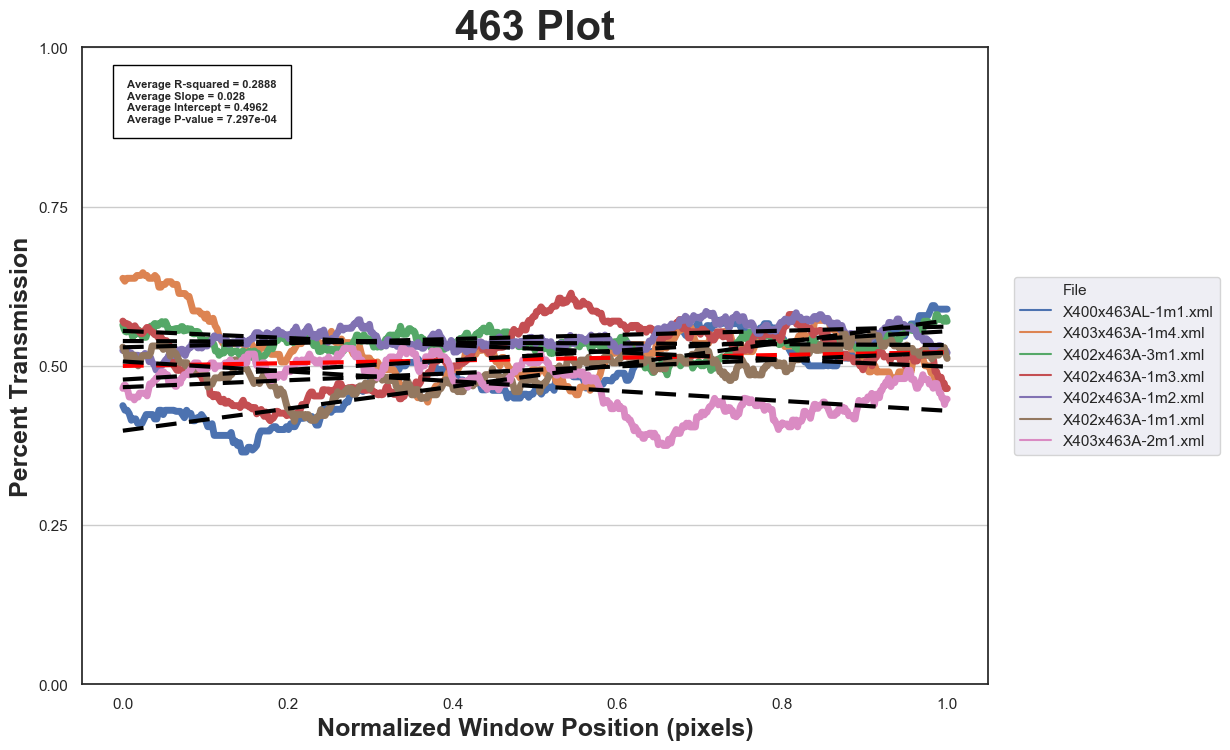 463 Plot
1.00
0.75
0.50
0.25
0.00
Percent Transmission
Average R-squared = 0.2888
Average Slope = 0.028
Average Intercept = 0.4962
Average P-value = 7.297e-04
0.0 0.2 0.4 0.6 0.8 1.0
Normalized Window Position (pixels)
File
X400x463AL-1m1.xml
X403x463A-1m4.xml
X402x463A-3m1.xml
X402x463A-1m3.xml
X402x463A-1m2.xml
X402x463A-1m1.xml
X403x463A-2m1.xml